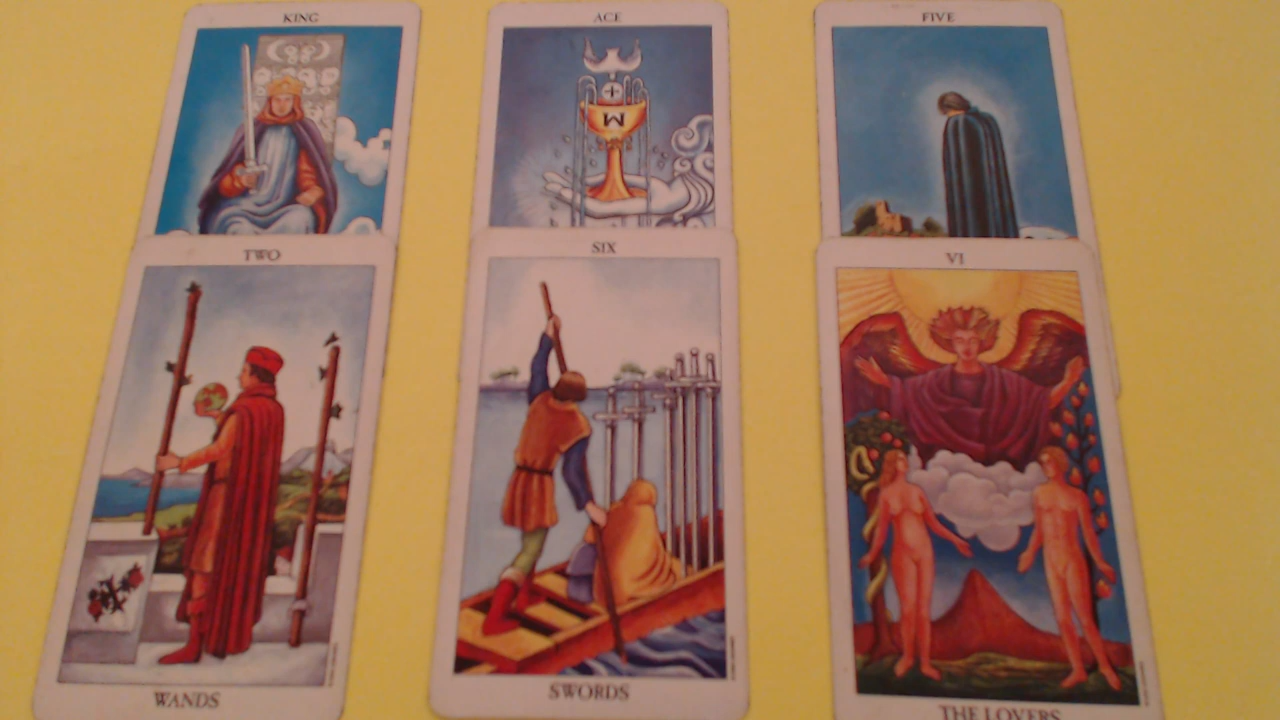 KING
ACE
FIVE
W
TWO
SIX
VI
WANDS
SWORDS
THE LOVERS